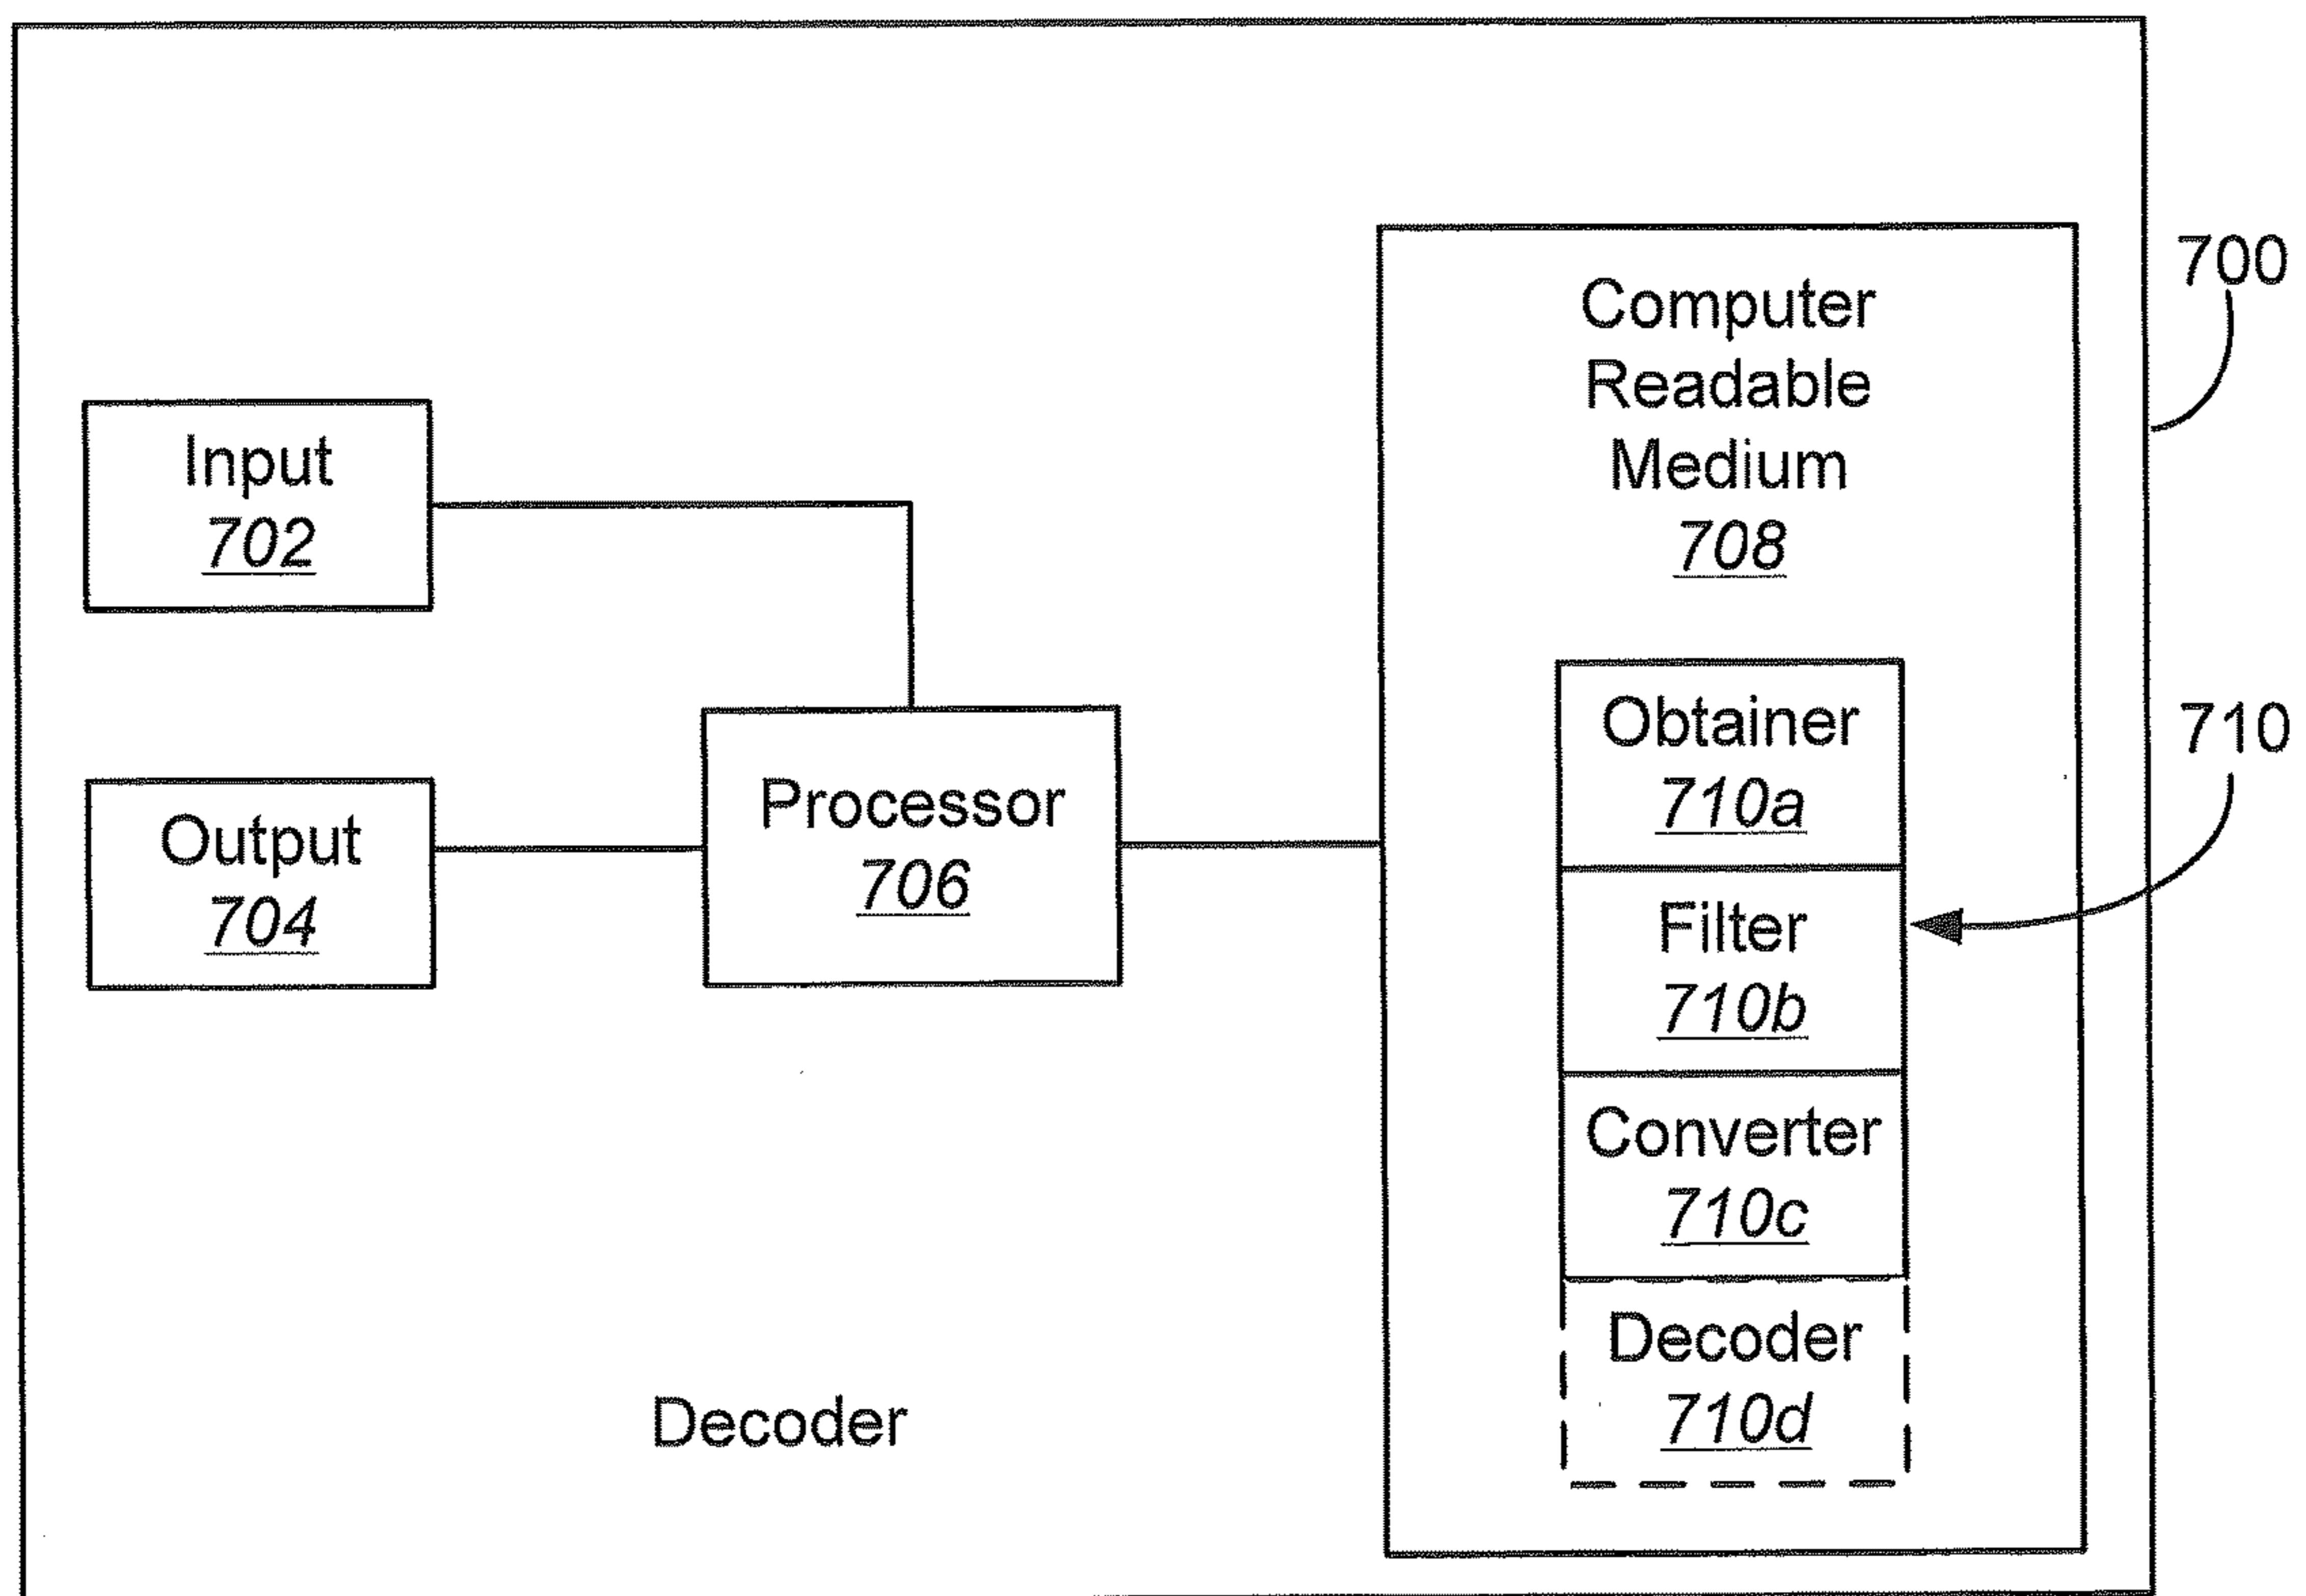 Computer
Readable
Medium
708
700
Input
702
Output
704
Processor
706
Obtainer
710a
710
Filter
710b
Converter
710c
Decoder
710d
Decoder